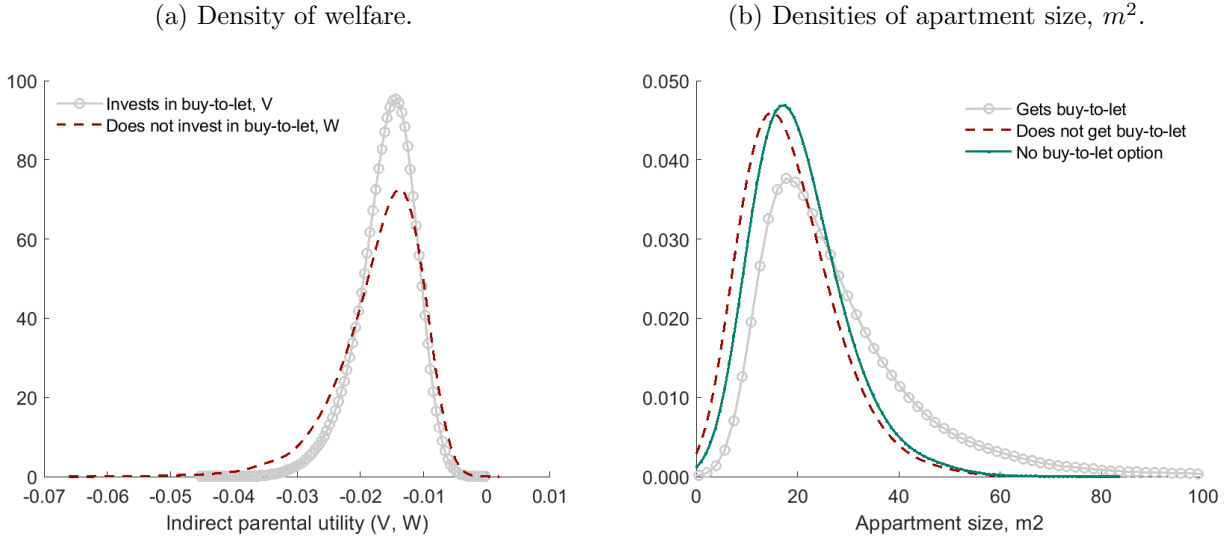 (a) Density of welfare.
100
80
60
40
20
0
Invests in buy-to-let, V
Does not invest in buy-to-let, W
-0.07 -0.06 -0.05 -0.04 -0.03 -0.02 -0.01 0 0.01
Indirect parental utility (V, W)
(b) Densities of apartment size, m².
0.050
0.040
0.030
0.020
0.010
0.000
Gets buy-to-let
Does not get buy-to-let
No buy-to-let option
0 20 40 60 80 100
Appartment size, m2